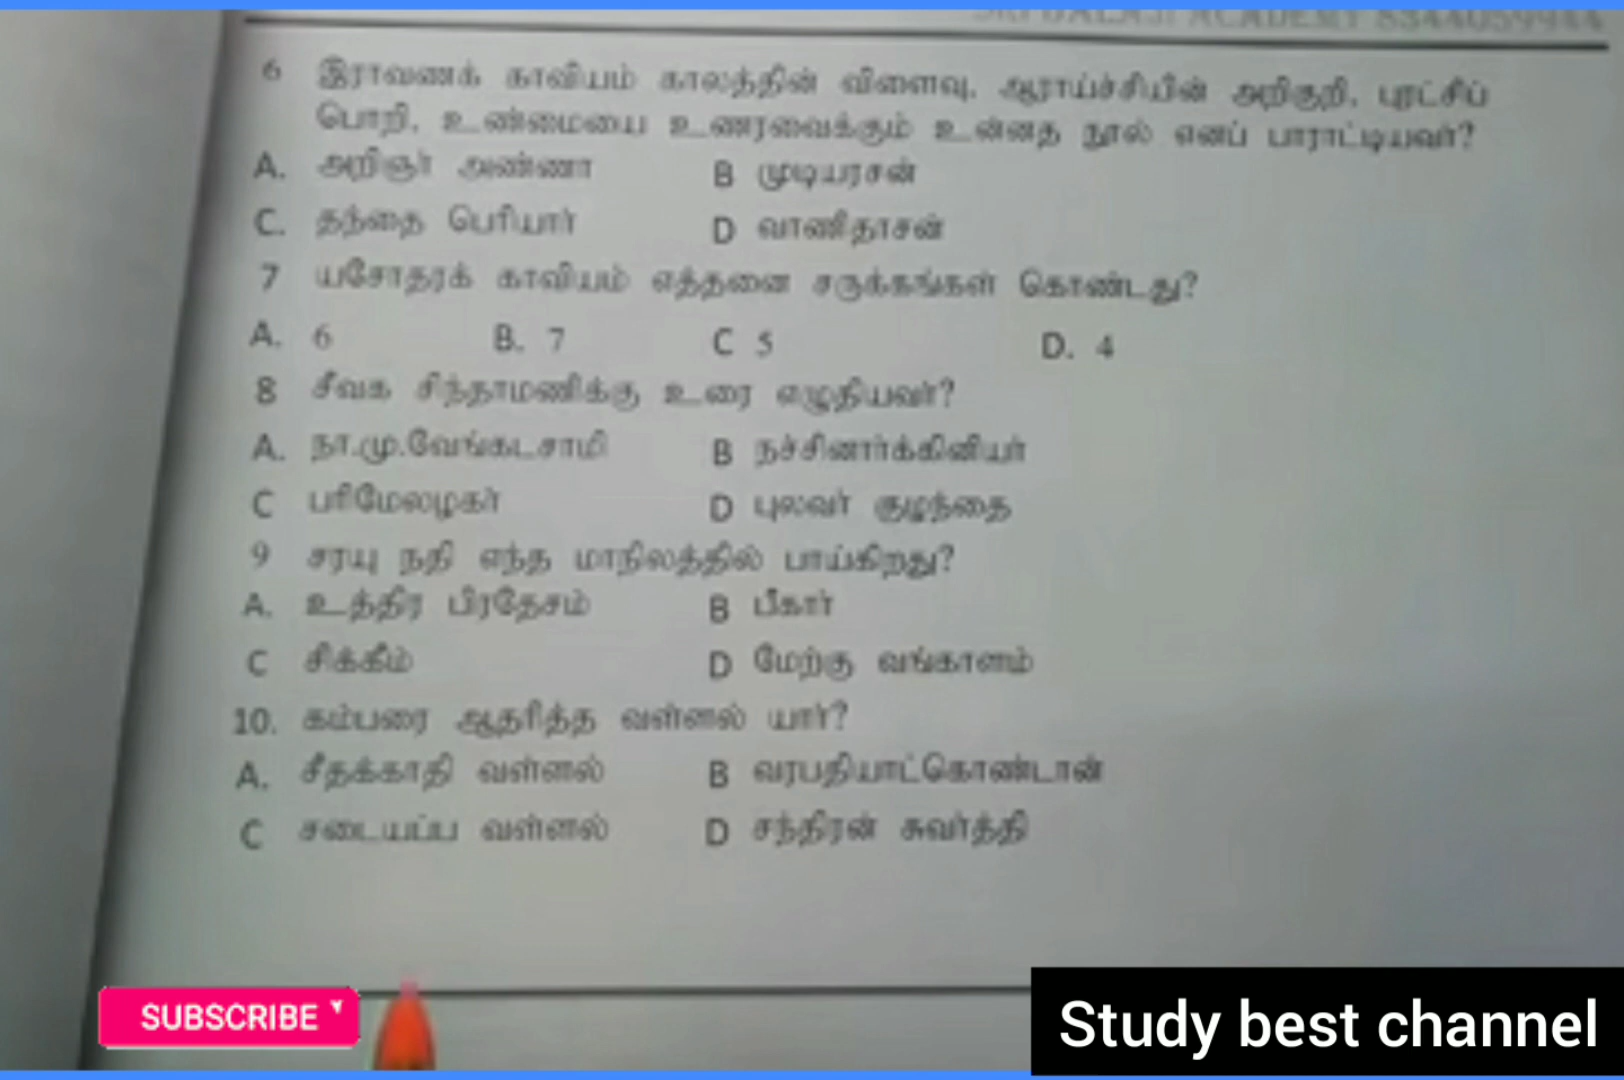 SRI BALAJI ACADEMY
6 இராவணக் காவியம் காலத்தின் விளைவு. ஆராய்ச்சியின் அறிகுறி. புரட்சிப்
பொறி. உண்மையை உணரவைக்கும் உன்னத நூல் எனப் பாராட்டியவர்?
A. அறிஞர் அண்ணா B முடியரசன்
C. தந்தை பெரியார் D வாணிதாசன்
7 யசோதரக் காவியம் எத்தனை சருக்கங்கள் கொண்டது?
A. 6 B. 7 C 5 D. 4
8 சீவக சிந்தாமணிக்கு உரை எழுதியவர்?
A. நா.மு.வேங்கடசாமி B நச்சினார்க்கினியர்
C பரிமேலழகர் D புலவர் குழந்தை
9 சரயு நதி எந்த மாநிலத்தில் பாய்கிறது?
A. உத்திர பிரதேசம் B பீகார்
C சிக்கீம் D மேற்கு வங்காளம்
10. கம்பரை ஆதரித்த வள்ளல் யார்?
A. சீதக்காதி வள்ளல் B வரபதியாட்கொண்டான்
C சடையப்ப வள்ளல் D சந்திரன் சுவர்த்தி
SUBSCRIBE
Study best channel